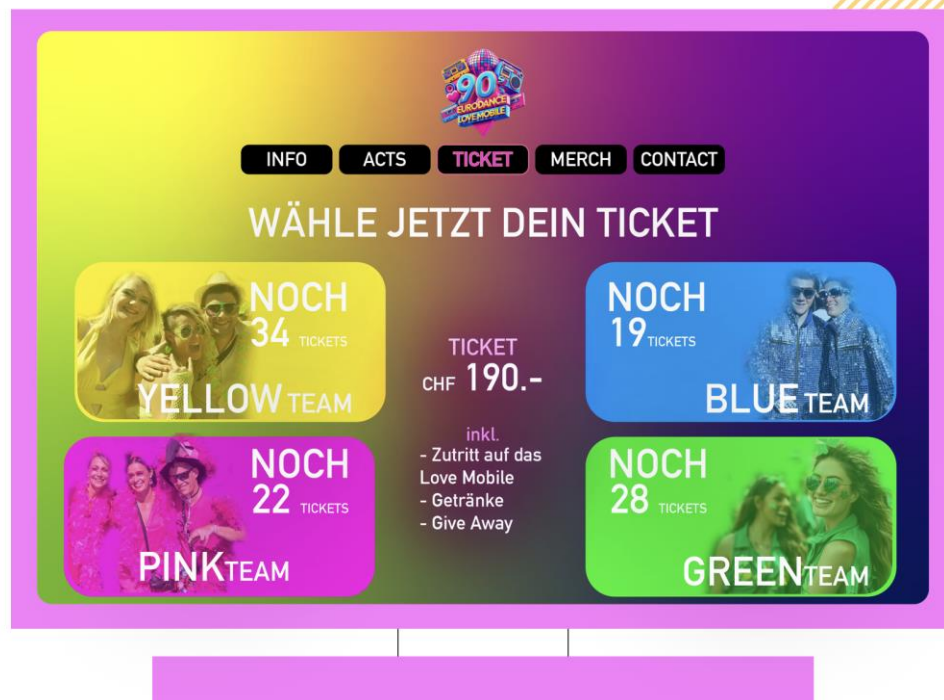 90's
EURODANCE
LOVE MOBILE
INFO ACTS TICKET MERCH CONTACT
WÄHLE JETZT DEIN TICKET
NOCH
34 TICKETS
YELLOW TEAM
NOCH
22 TICKETS
PINKTEAM
TICKET
CHF 190.-
inkl.
- Zutritt auf das
Love Mobile
- Getränke
- Give Away
NOCH
19 TICKETS
BLUE TEAM
NOCH
28 TICKETS
GREENTEAM